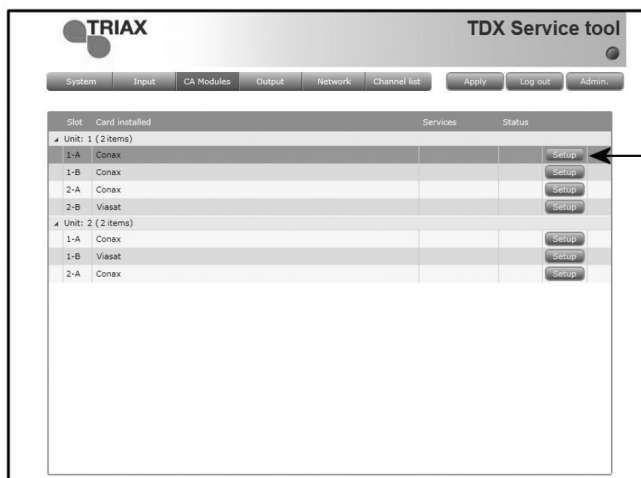 TRIAX TDX Service tool
System Input CA Modules Output Network Channel list Apply Log out Admin.
Slot Card installed Services Status
Unit: 1 (2 items)
1-A Conax Setup
1-B Conax Setup
2-A Conax Setup
2-B Viasat Setup
Unit: 2 (2 items)
1-A Conax Setup
1-B Viasat Setup
2-A Conax Setup